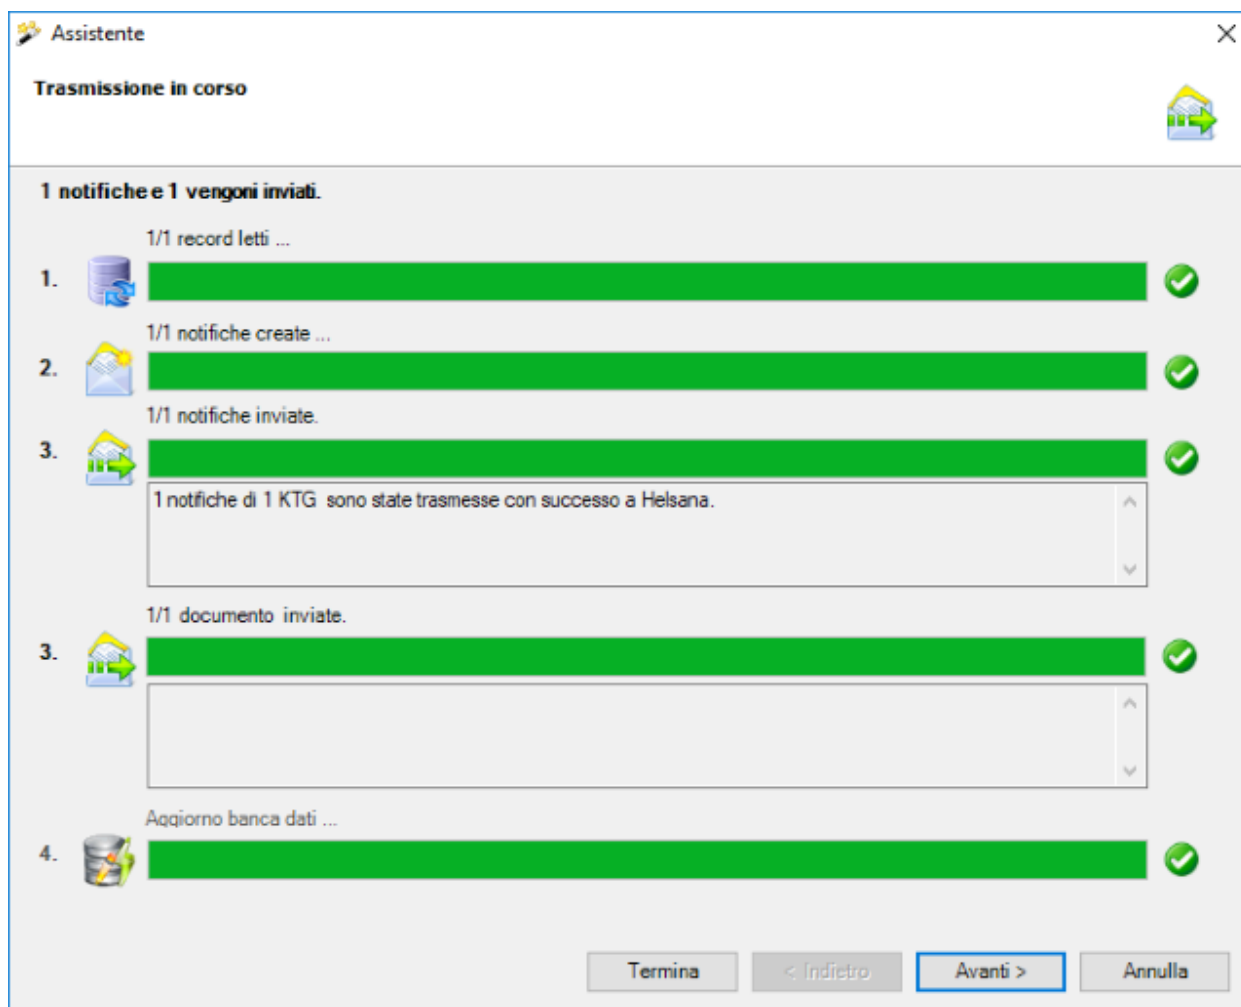 Assistente
Trasmissione in corso
1 notifiche e 1 vengoni inviati.
1/1 record letti ...
1.
1/1 notifiche create ...
2.
1/1 notifiche inviate.
3.
1 notifiche di 1 KTG sono state trasmesse con successo a Helsana.
1/1 documento inviate.
3.
Aggiorno banca dati ...
4.
Termina
< Indietro
Avanti >
Annulla